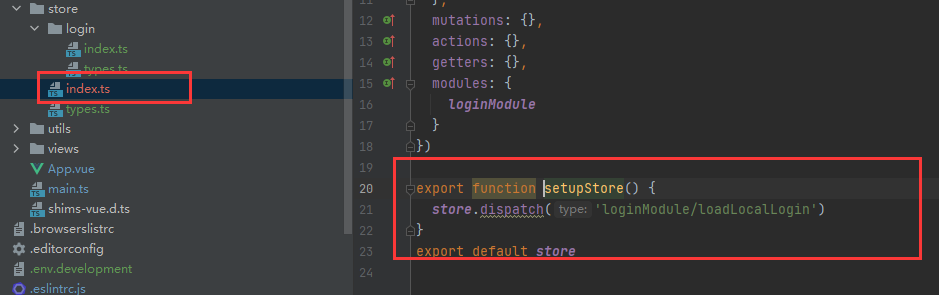 store
login
index.ts
types.ts
index.ts
types.ts
utils
views
App.vue
main.ts
shims-vue.d.ts
.browserslistrc
.editorconfig
.env.development
.eslintrc.js
11 },
12 mutations: {},
13 actions: {},
14 getters: {},
15 modules: {
16 loginModule
17 }
18 })
19
20 export function setupStore() {
21 store.dispatch( type: 'loginModule/loadLocalLogin')
22 }
23 export default store
24